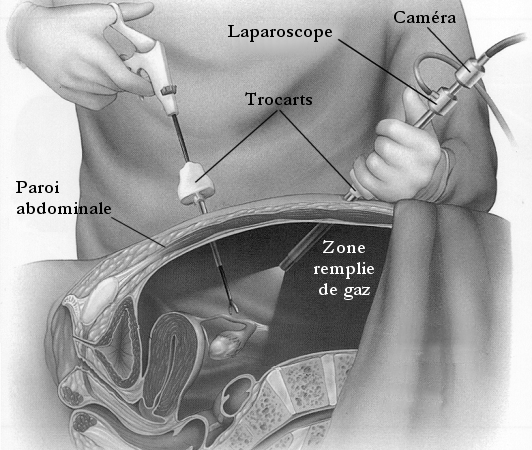 Caméra
Laparoscope
Trocarts
Paroi
abdominale
Zone
remplie
de gaz